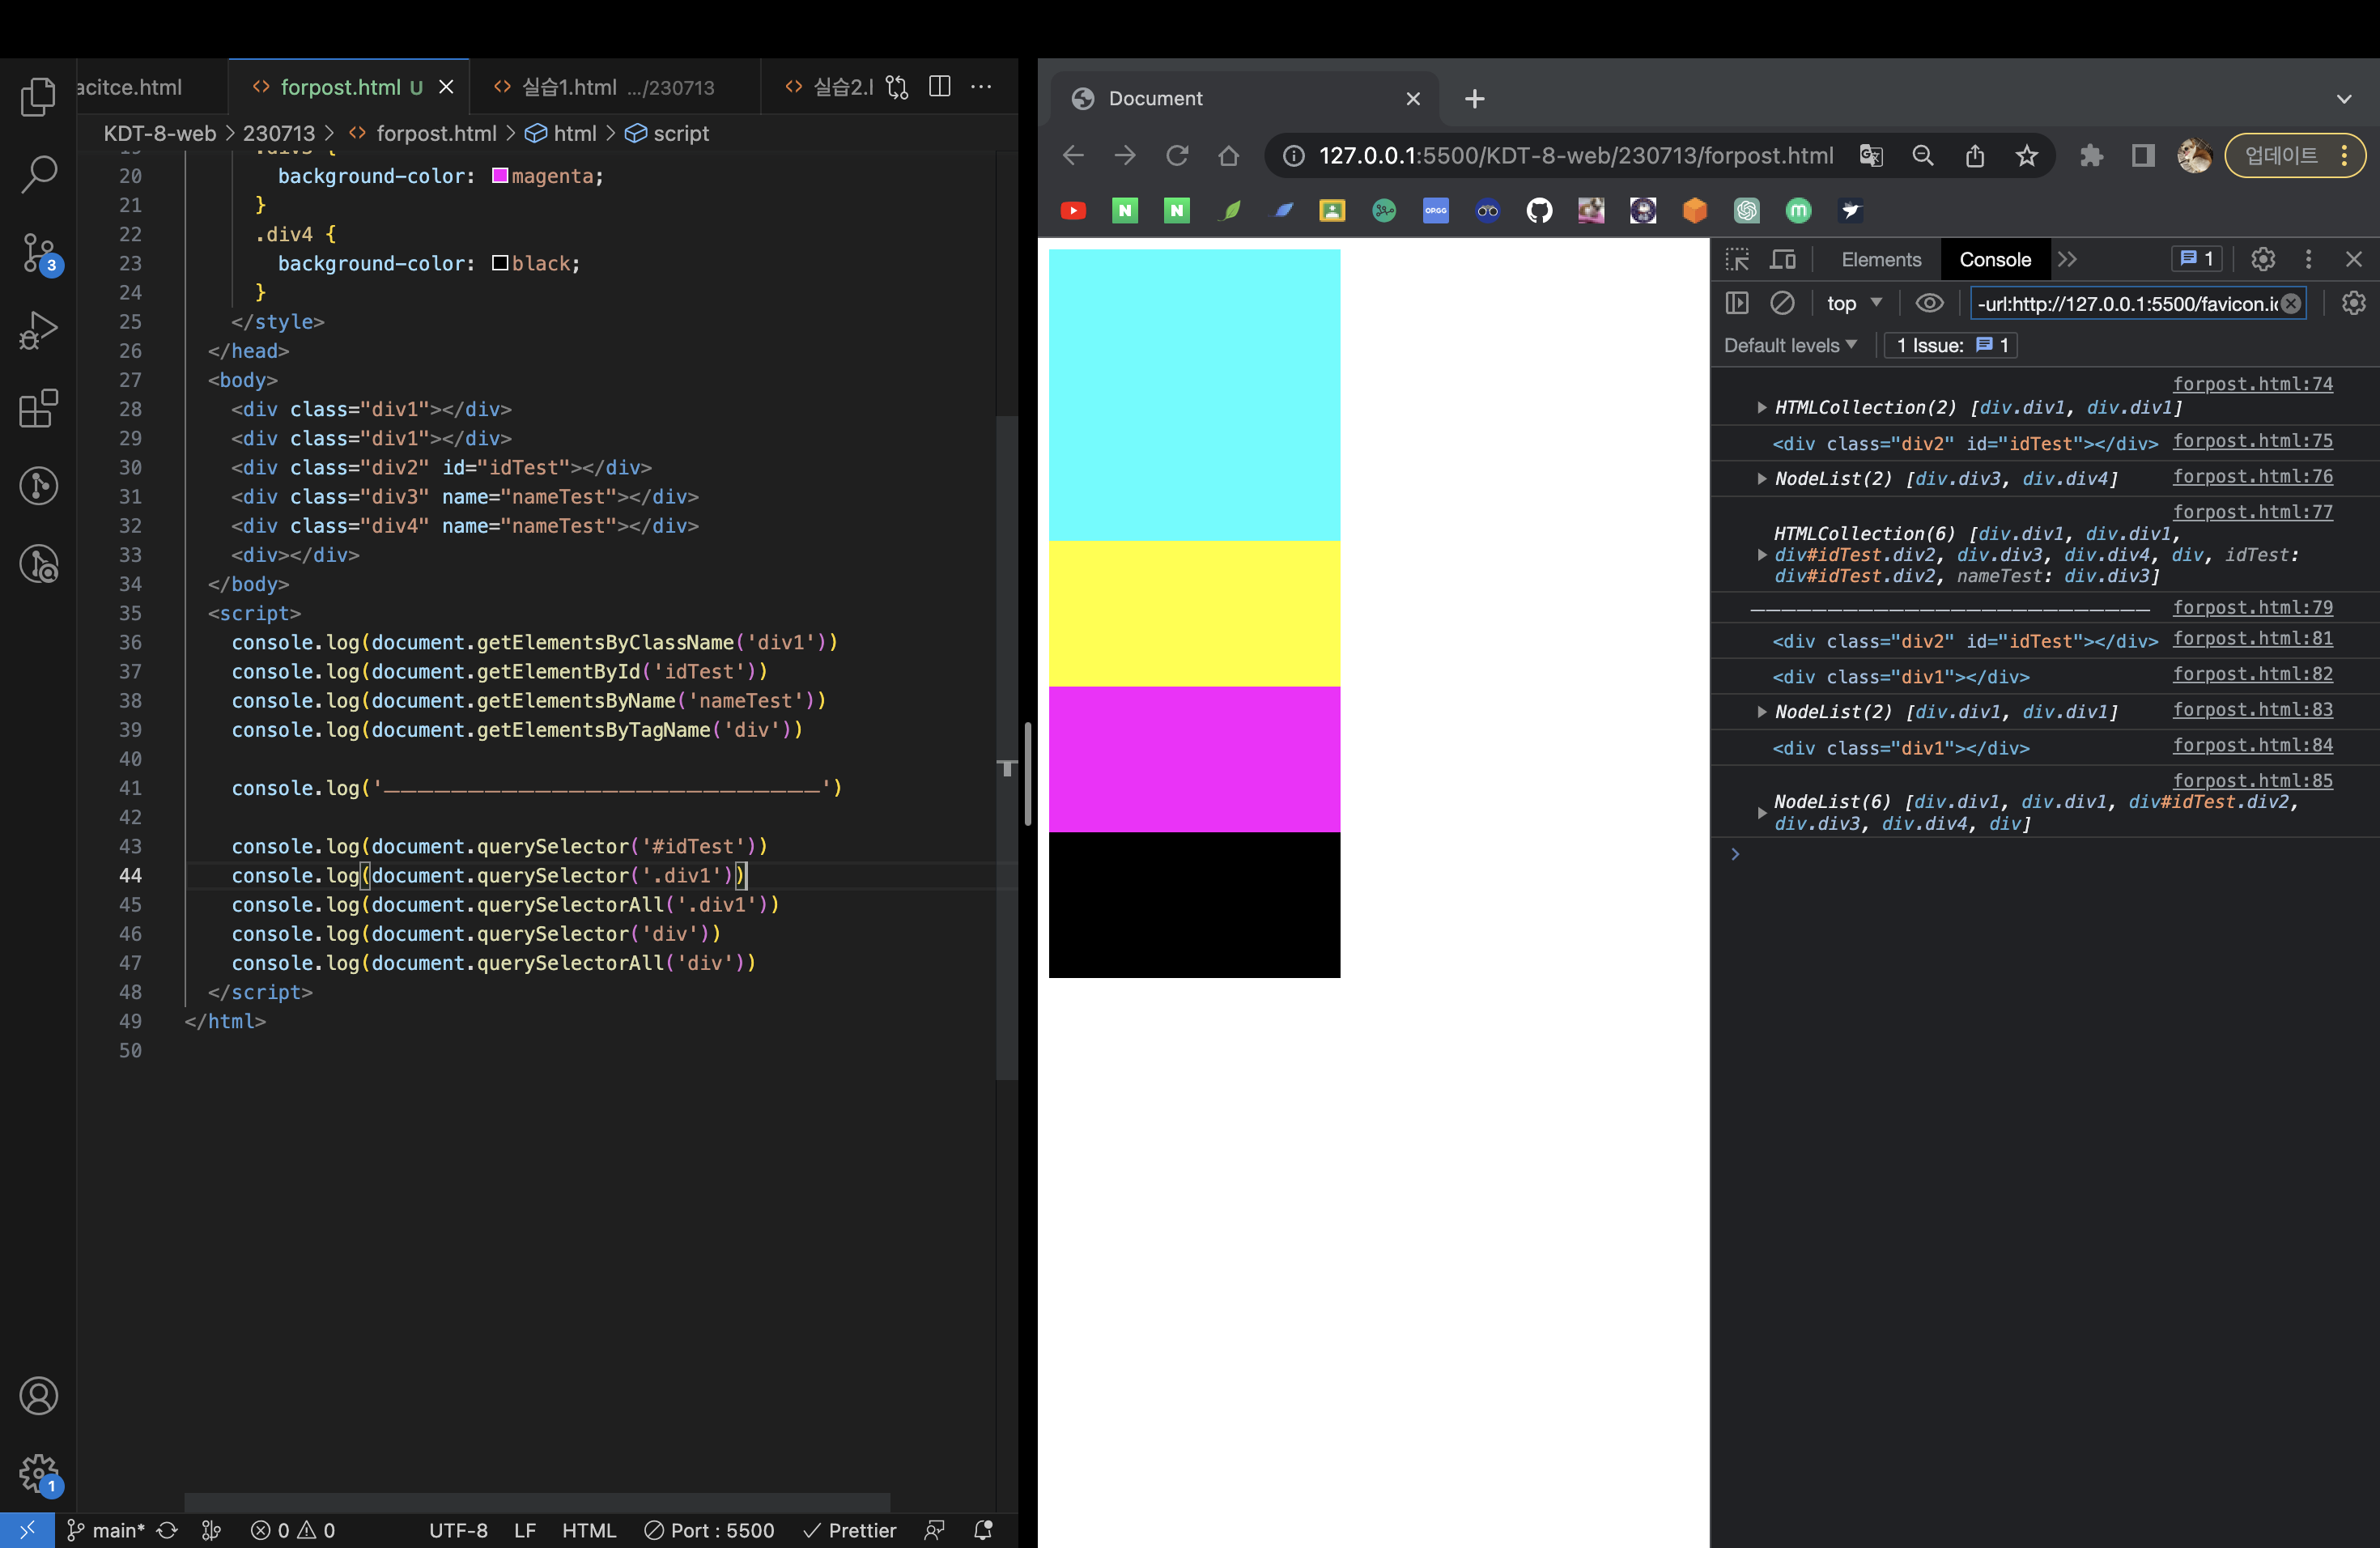 acitce.html
forpost.html U
실습1.html .../230713
실습2.l
KDT-8-web > 230713 > forpost.html > html > script
20 background-color: magenta;
21 }
22 .div4 {
23 background-color: black;
24 }
25 </style>
26 </head>
27 <body>
28 <div class="div1"></div>
29 <div class="div1"></div>
30 <div class="div2" id="idTest"></div>
31 <div class="div3" name="nameTest"></div>
32 <div class="div4" name="nameTest"></div>
33 <div></div>
34 </body>
35 <script>
36 console.log(document.getElementsByClassName('div1'))
37 console.log(document.getElementById('idTest'))
38 console.log(document.getElementsByName('nameTest'))
39 console.log(document.getElementsByTagName('div'))
40
41 console.log('——————————————————————————')
42
43 console.log(document.querySelector('#idTest'))
44 console.log(document.querySelector('.div1'))
45 console.log(document.querySelectorAll('.div1'))
46 console.log(document.querySelector('div'))
47 console.log(document.querySelectorAll('div'))
48 </script>
49 </html>
50
3
1
main*
0 0
UTF-8
LF
HTML
Port : 5500
Prettier
Document
127.0.0.1:5500/KDT-8-web/230713/forpost.html
업데이트
N
N
OP.GG
m
Elements
Console
1
top
-url:http://127.0.0.1:5500/favicon.ic
Default levels
1 Issue: 1
forpost.html:74
HTMLCollection(2) [div.div1, div.div1]
<div class="div2" id="idTest"></div> forpost.html:75
NodeList(2) [div.div3, div.div4] forpost.html:76
forpost.html:77
HTMLCollection(6) [div.div1, div.div1,
div#idTest.div2, div.div3, div.div4, div, idTest:
div#idTest.div2, nameTest: div.div3]
—————————————————————————— forpost.html:79
<div class="div2" id="idTest"></div> forpost.html:81
<div class="div1"></div> forpost.html:82
NodeList(2) [div.div1, div.div1] forpost.html:83
<div class="div1"></div> forpost.html:84
forpost.html:85
NodeList(6) [div.div1, div.div1, div#idTest.div2,
div.div3, div.div4, div]